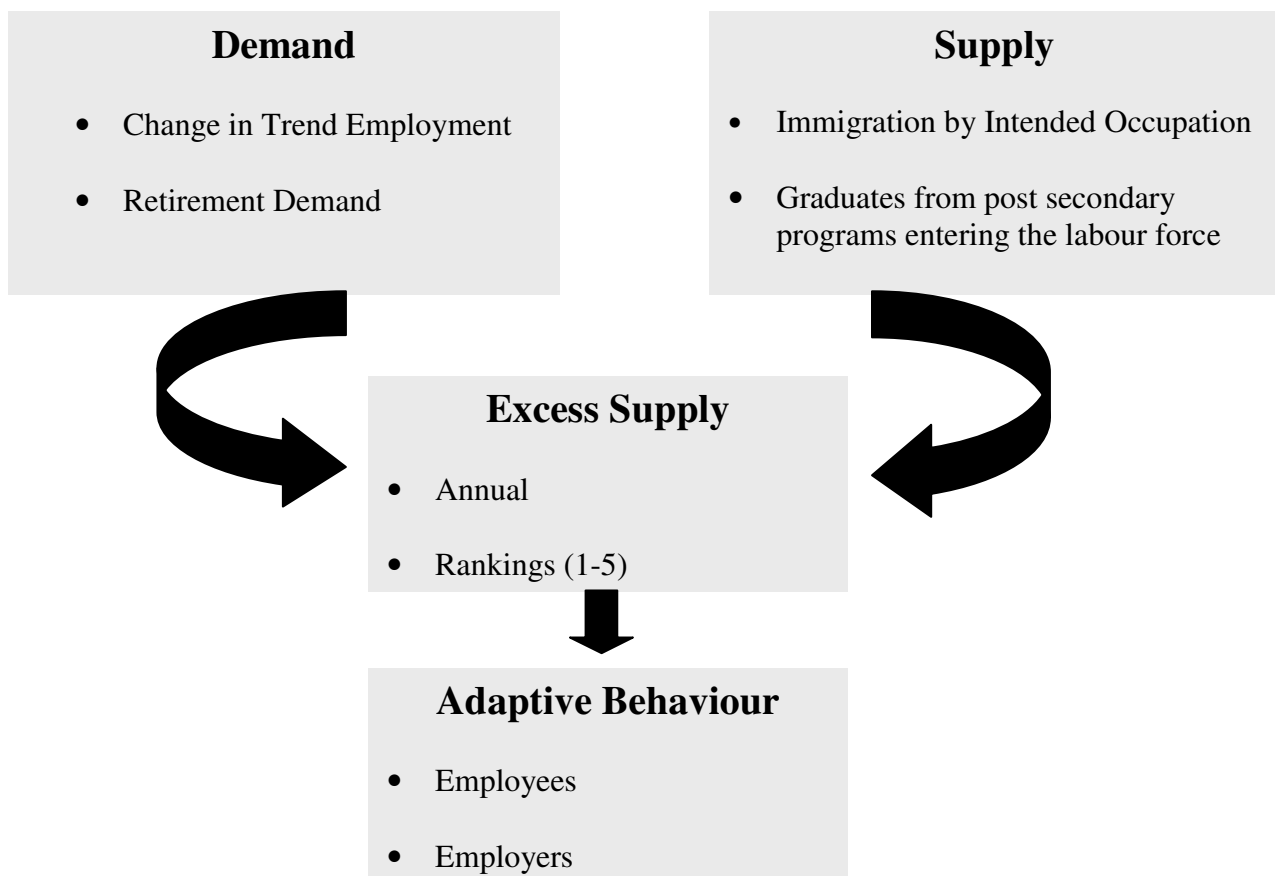 Demand
• Change in Trend Employment
• Retirement Demand
Supply
• Immigration by Intended Occupation
• Graduates from post secondary
programs entering the labour force
Excess Supply
• Annual
• Rankings (1-5)
Adaptive Behaviour
• Employees
• Employers